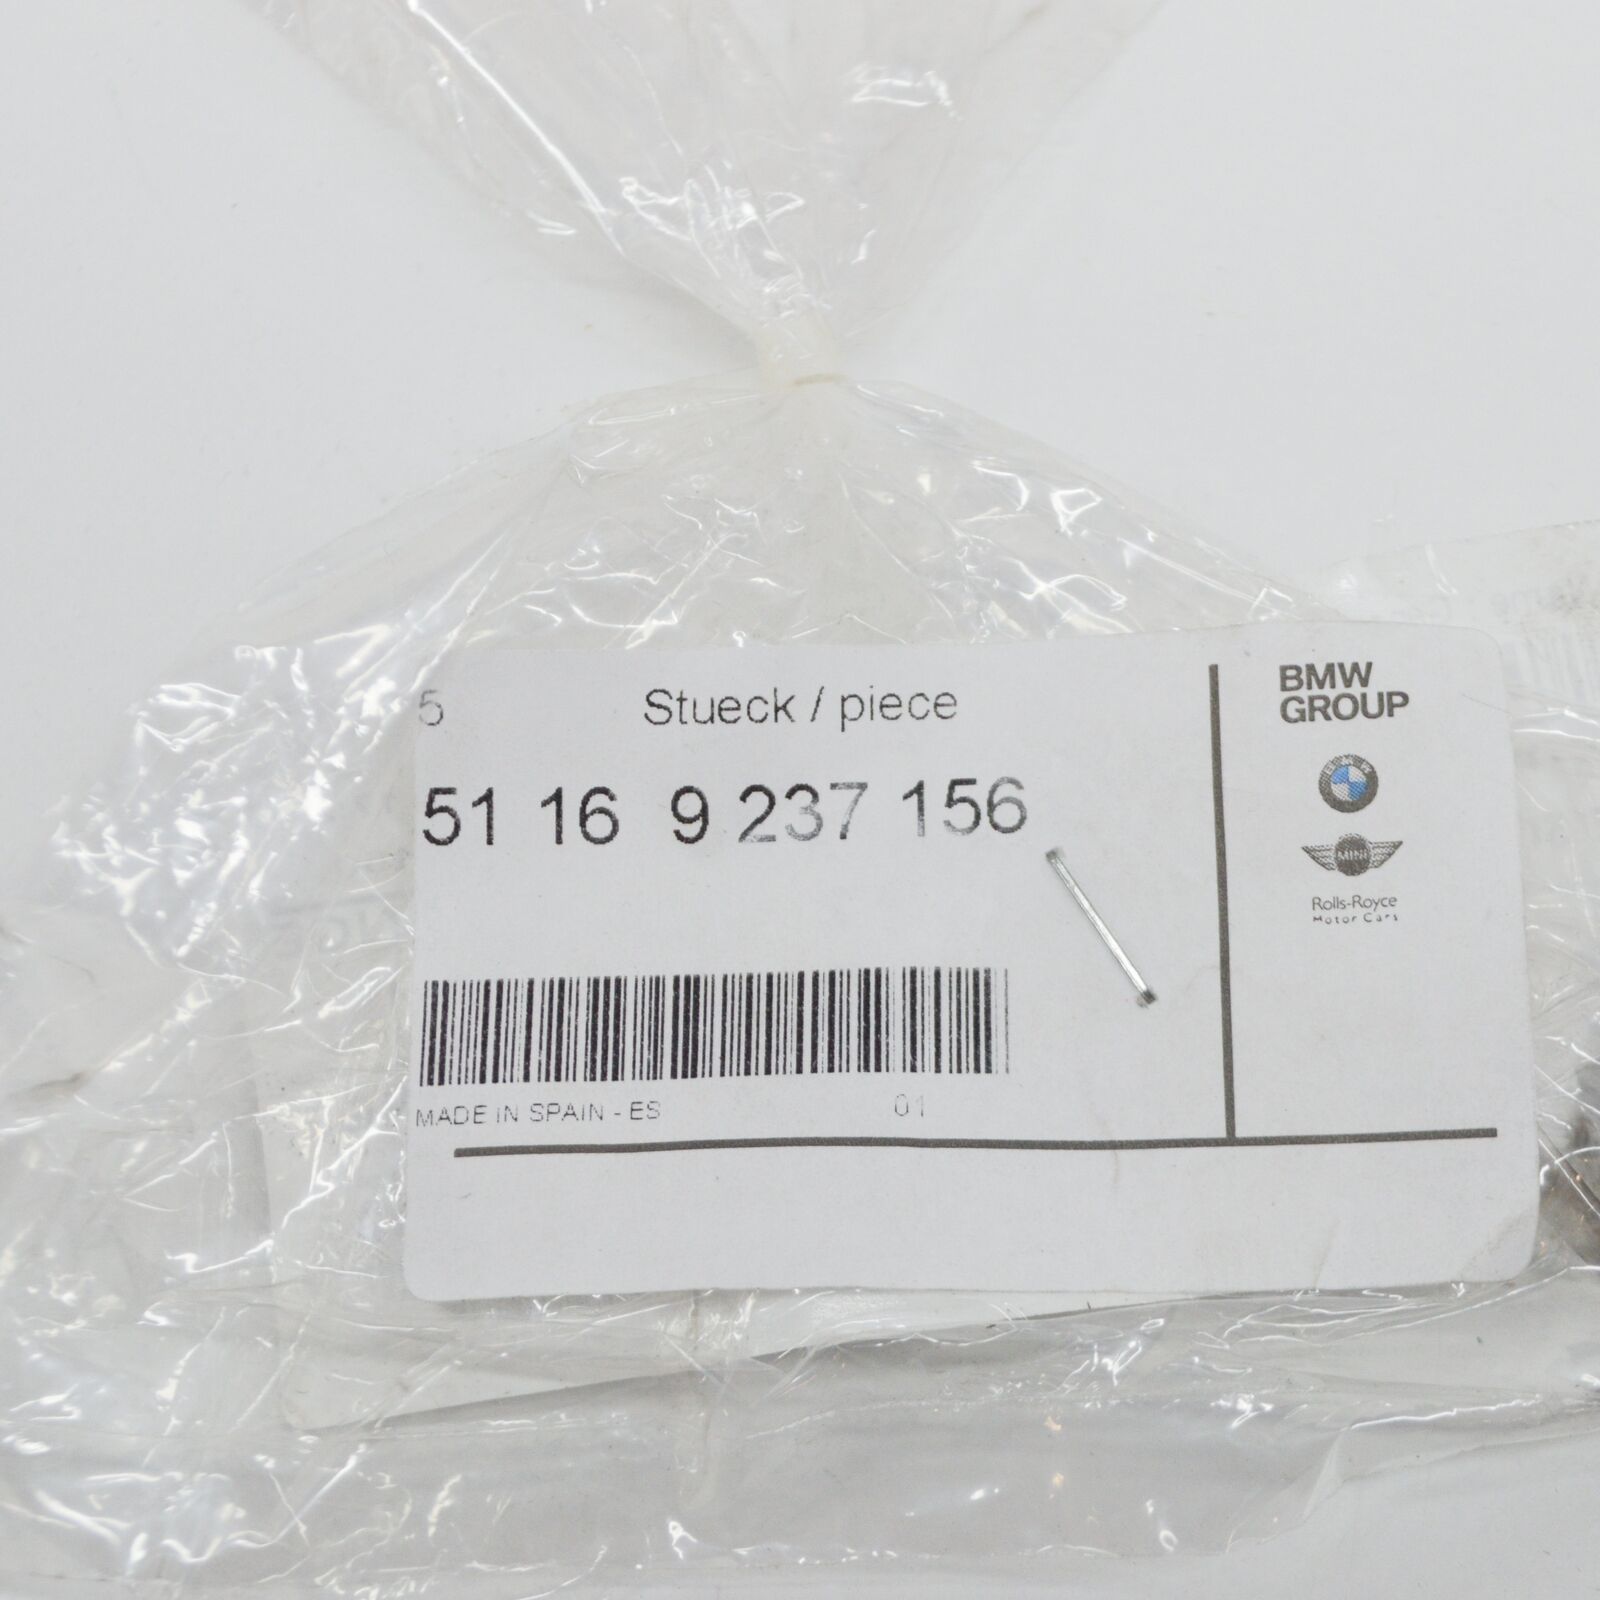 5 Stueck / piece
51 16 9 237 156
MADE IN SPAIN - ES 01
BMW
GROUP
BMW
MINI
Rolls-Royce
Motor Cars